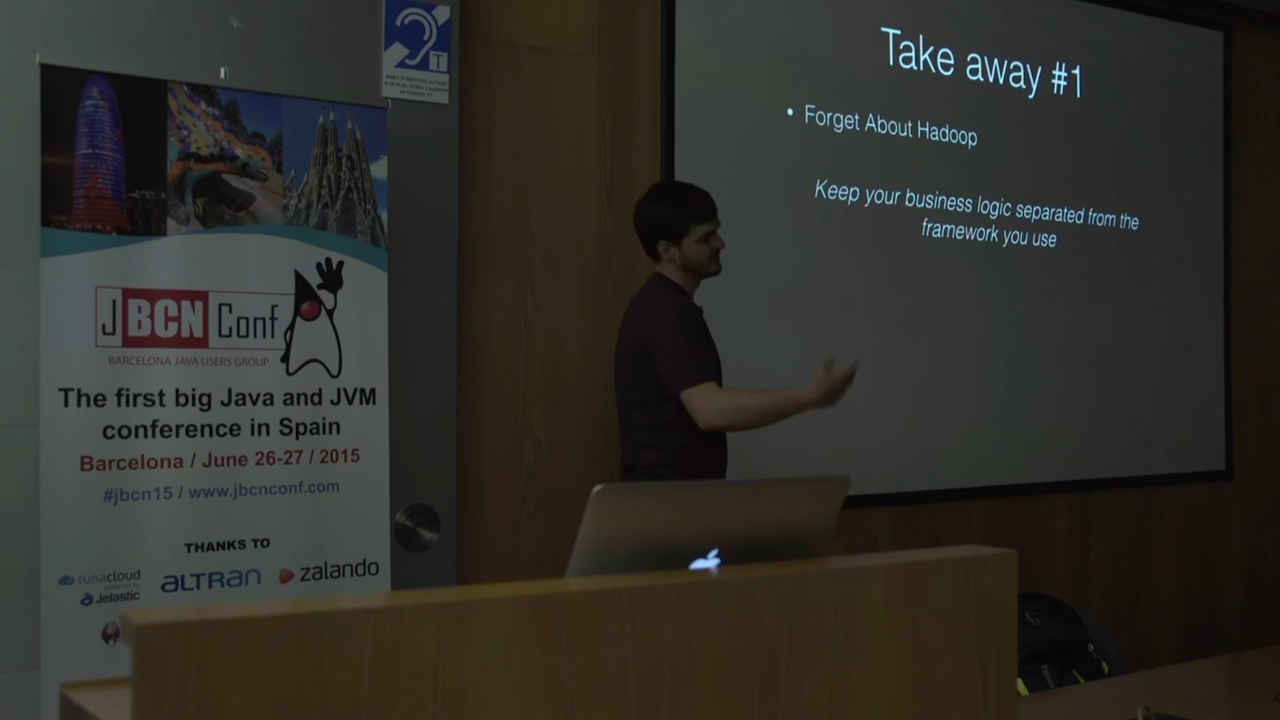 T
Take away #1
• Forget About Hadoop
Keep your business logic separated from the
framework you use
JBCNConf
BARCELONA JAVA USERS GROUP
The first big Java and JVM
conference in Spain
Barcelona / June 26-27 / 2015
#jbcn15 / www.jbcnconf.com
THANKS TO
lunacloud
powered by
Jelastic
ALTRAN
zalando